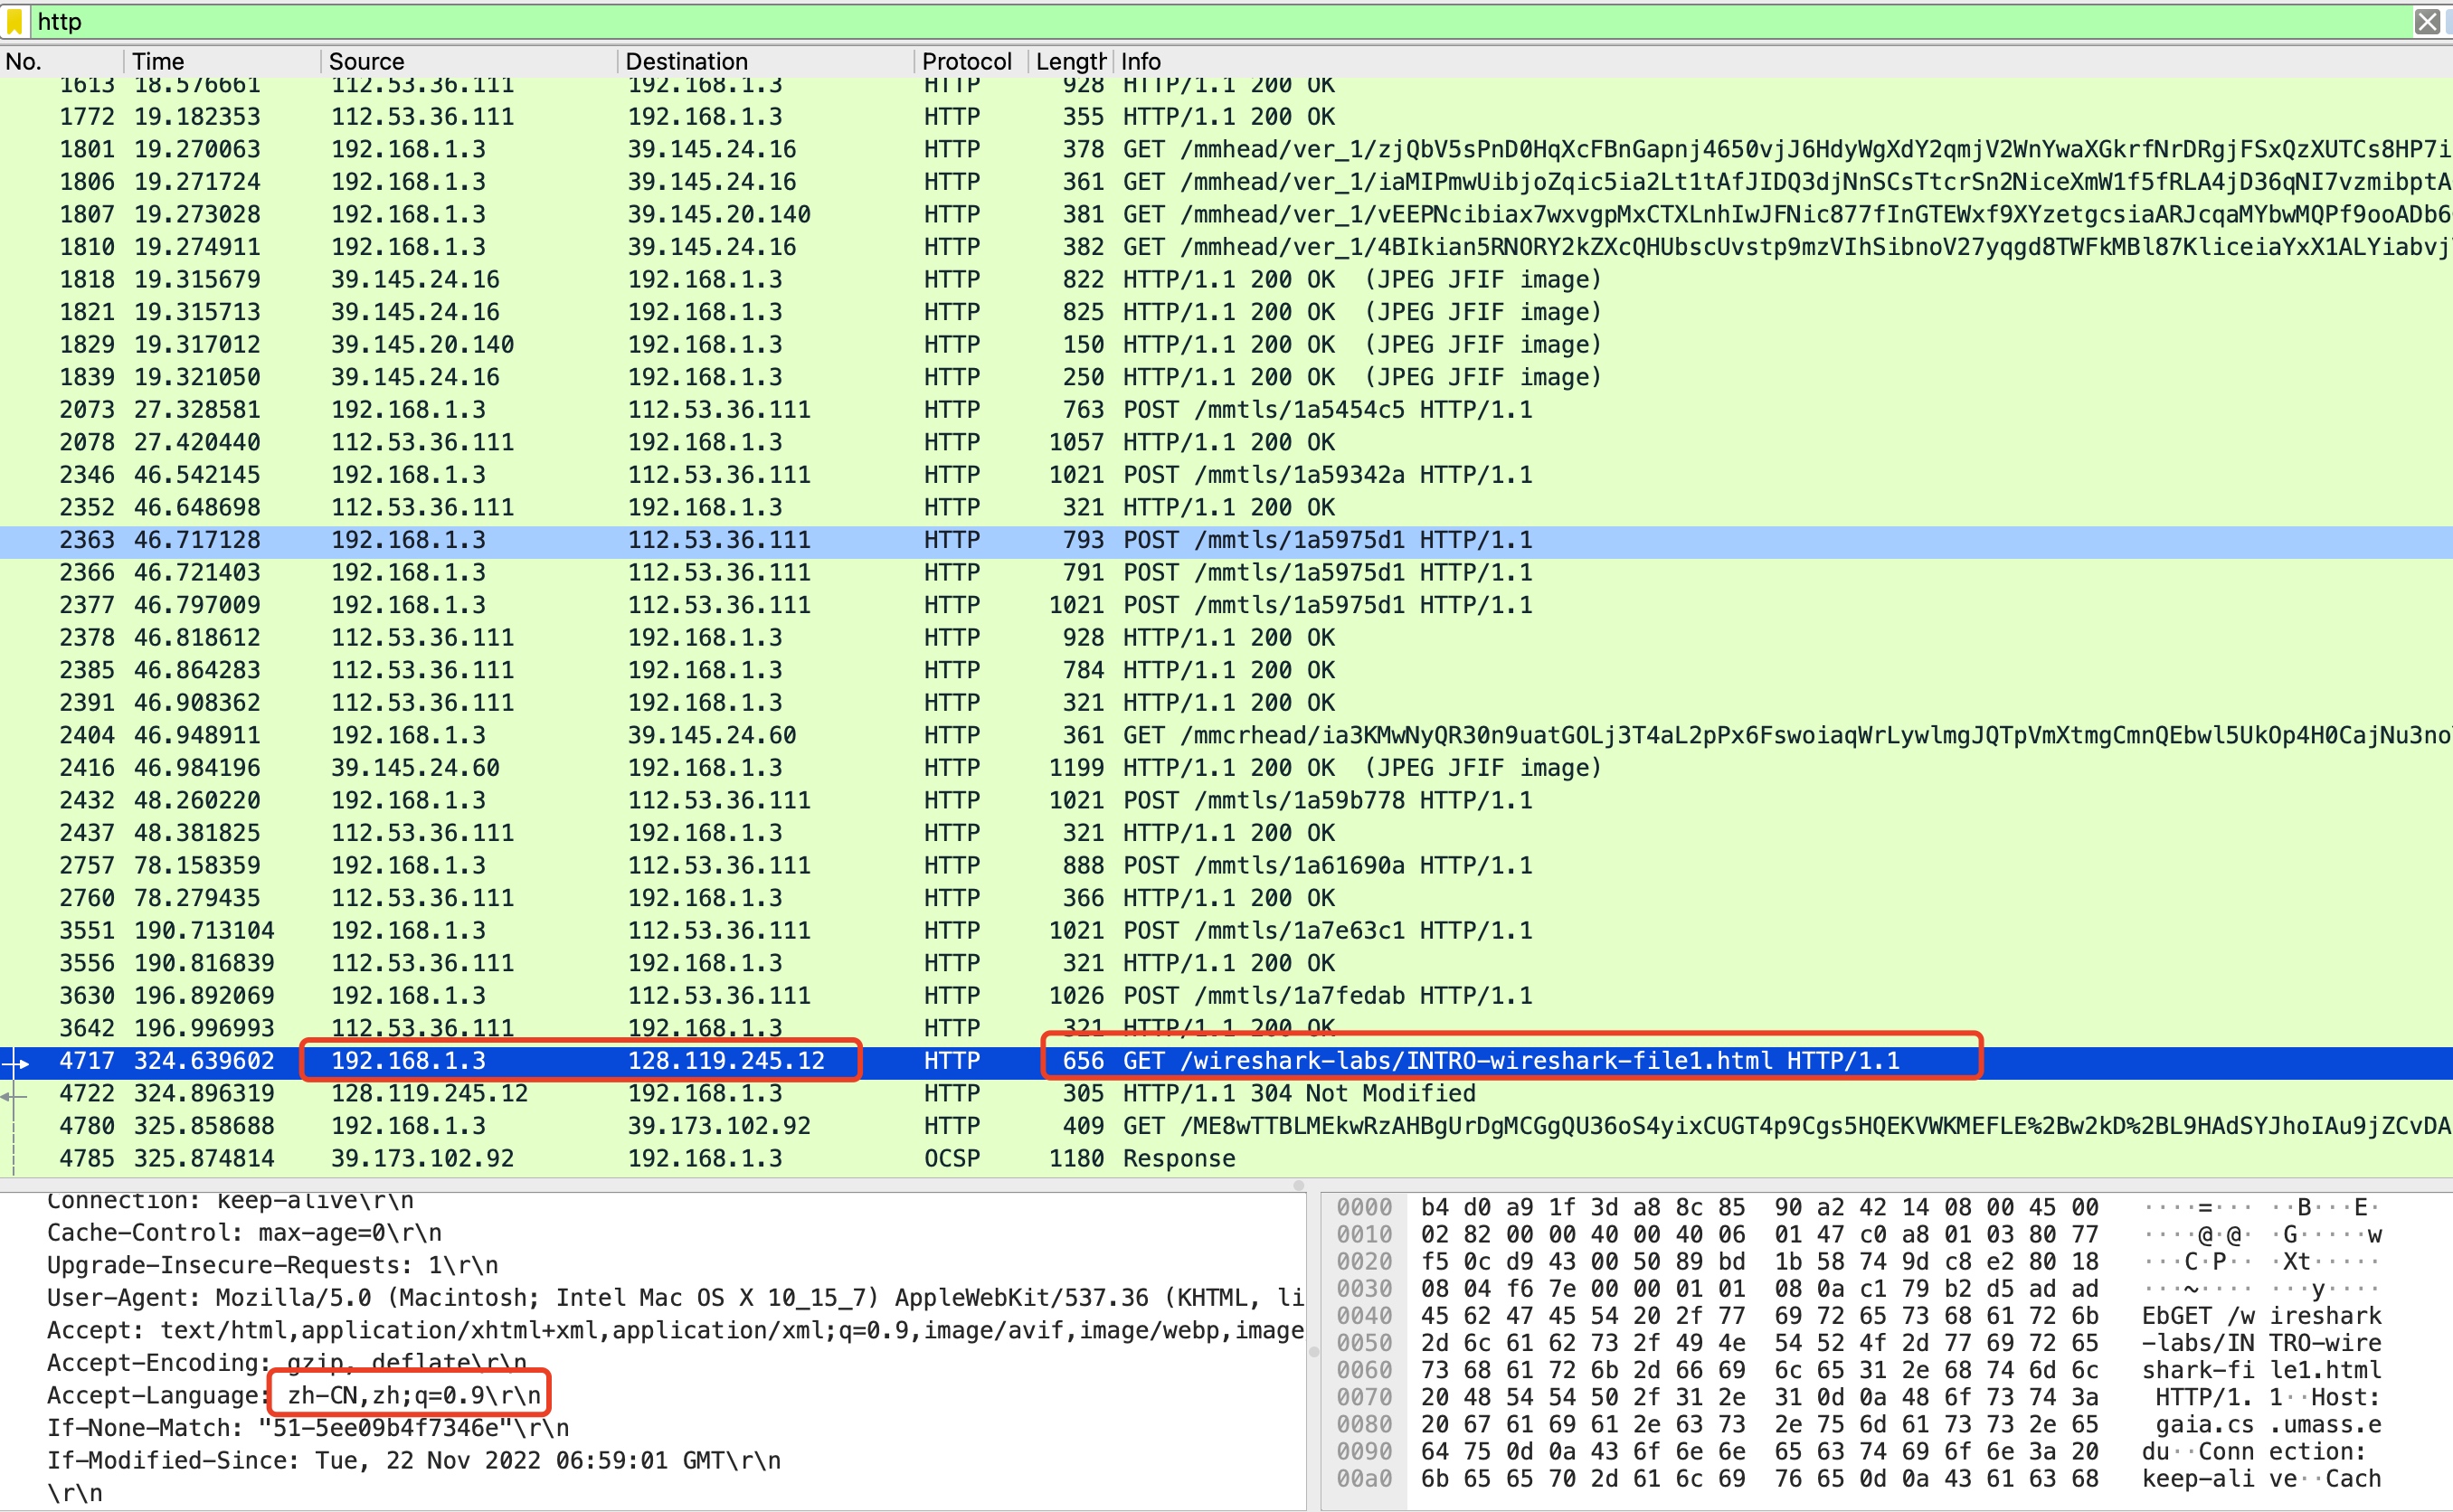 http
No. Time Source Destination Protocol Length Info
1613 18.576661 112.53.36.111 192.168.1.3 HTTP 928 HTTP/1.1 200 OK
1772 19.182353 112.53.36.111 192.168.1.3 HTTP 355 HTTP/1.1 200 OK
1801 19.270063 192.168.1.3 39.145.24.16 HTTP 378 GET /mmhead/ver_1/zjQbV5sPnD0HqXcFBnGapnj4650vjJ6HdyWgXdY2qmjV2WnYwaXGkrfNrDRgjFSxQzXUTCs8HP7i
1806 19.271724 192.168.1.3 39.145.24.16 HTTP 361 GET /mmhead/ver_1/iaMIPmwUibjoZqic5ia2Lt1tAfJIDQ3djNnSCsTtcrSn2NiceXmW1f5fRLA4jD36qNI7vzmibptA
1807 19.273028 192.168.1.3 39.145.20.140 HTTP 381 GET /mmhead/ver_1/vEEPNcibiax7wxvgpMxCTXLnhIwJFNic877fInGTEWxf9XYzetgcsiaARJcqaMYbwMQPf9ooADb6
1810 19.274911 192.168.1.3 39.145.24.16 HTTP 382 GET /mmhead/ver_1/4BIkian5RNORY2kZXcQHUbscUvstp9mzVIhSibnoV27yqgd8TWFkMBl87KliceiaYxX1ALYiabvj
1818 19.315679 39.145.24.16 192.168.1.3 HTTP 822 HTTP/1.1 200 OK (JPEG JFIF image)
1821 19.315713 39.145.24.16 192.168.1.3 HTTP 825 HTTP/1.1 200 OK (JPEG JFIF image)
1829 19.317012 39.145.20.140 192.168.1.3 HTTP 150 HTTP/1.1 200 OK (JPEG JFIF image)
1839 19.321050 39.145.24.16 192.168.1.3 HTTP 250 HTTP/1.1 200 OK (JPEG JFIF image)
2073 27.328581 192.168.1.3 112.53.36.111 HTTP 763 POST /mmtls/1a5454c5 HTTP/1.1
2078 27.420440 112.53.36.111 192.168.1.3 HTTP 1057 HTTP/1.1 200 OK
2346 46.542145 192.168.1.3 112.53.36.111 HTTP 1021 POST /mmtls/1a59342a HTTP/1.1
2352 46.648698 112.53.36.111 192.168.1.3 HTTP 321 HTTP/1.1 200 OK
2363 46.717128 192.168.1.3 112.53.36.111 HTTP 793 POST /mmtls/1a5975d1 HTTP/1.1
2366 46.721403 192.168.1.3 112.53.36.111 HTTP 791 POST /mmtls/1a5975d1 HTTP/1.1
2377 46.797009 192.168.1.3 112.53.36.111 HTTP 1021 POST /mmtls/1a5975d1 HTTP/1.1
2378 46.818612 112.53.36.111 192.168.1.3 HTTP 928 HTTP/1.1 200 OK
2385 46.864283 112.53.36.111 192.168.1.3 HTTP 784 HTTP/1.1 200 OK
2391 46.908362 112.53.36.111 192.168.1.3 HTTP 321 HTTP/1.1 200 OK
2404 46.948911 192.168.1.3 39.145.24.60 HTTP 361 GET /mmcrhead/ia3KMwNyQR30n9uatGOLj3T4aL2pPx6FswoiaqWrLywlmgJQTpVmXtmgCmnQEbwl5UkOp4H0CajNu3no
2416 46.984196 39.145.24.60 192.168.1.3 HTTP 1199 HTTP/1.1 200 OK (JPEG JFIF image)
2432 48.260220 192.168.1.3 112.53.36.111 HTTP 1021 POST /mmtls/1a59b778 HTTP/1.1
2437 48.381825 112.53.36.111 192.168.1.3 HTTP 321 HTTP/1.1 200 OK
2757 78.158359 192.168.1.3 112.53.36.111 HTTP 888 POST /mmtls/1a61690a HTTP/1.1
2760 78.279435 112.53.36.111 192.168.1.3 HTTP 366 HTTP/1.1 200 OK
3551 190.713104 192.168.1.3 112.53.36.111 HTTP 1021 POST /mmtls/1a7e63c1 HTTP/1.1
3556 190.816839 112.53.36.111 192.168.1.3 HTTP 321 HTTP/1.1 200 OK
3630 196.892069 192.168.1.3 112.53.36.111 HTTP 1026 POST /mmtls/1a7fedab HTTP/1.1
3642 196.996993 112.53.36.111 192.168.1.3 HTTP 321 HTTP/1.1 200 OK
4717 324.639602 192.168.1.3 128.119.245.12 HTTP 656 GET /wireshark-labs/INTRO-wireshark-file1.html HTTP/1.1
4722 324.896319 128.119.245.12 192.168.1.3 HTTP 305 HTTP/1.1 304 Not Modified
4780 325.858688 192.168.1.3 39.173.102.92 HTTP 409 GET /ME8wTTBLMEkwRzAHBgUrDgMCGgQQU36oS4yixCUGT4p9Cgs5HQEKVWKMEFLE%2Bw2kD%2BL9HAdSYJhoIAu9jZCvDA
4785 325.874814 39.173.102.92 192.168.1.3 OCSP 1180 Response
Connection: keep-alive\r\n
Cache-Control: max-age=0\r\n
Upgrade-Insecure-Requests: 1\r\n
User-Agent: Mozilla/5.0 (Macintosh; Intel Mac OS X 10_15_7) AppleWebKit/537.36 (KHTML, li
Accept: text/html,application/xhtml+xml,application/xml;q=0.9,image/avif,image/webp,image
Accept-Encoding: gzip, deflate\r\n
Accept-Language: zh-CN,zh;q=0.9\r\n
If-None-Match: "51-5ee09b4f7346e"\r\n
If-Modified-Since: Tue, 22 Nov 2022 06:59:01 GMT\r\n
\r\n
0000 b4 d0 a9 1f 3d a8 8c 85 90 a2 42 14 08 00 45 00 ····=··· ··B···E·
0010 02 82 00 00 40 00 40 06 01 47 c0 a8 01 03 80 77 ····@·@· ·G·····w
0020 f5 0c d9 43 00 50 89 bd 1b 58 74 9d c8 e2 80 18 ···C·P·· ·Xt·····
0030 08 04 f6 7e 00 00 01 01 08 0a c1 79 b2 d5 ad ad ···~···· ···y····
0040 45 62 47 45 54 20 2f 77 69 72 65 73 68 61 72 6b EbGET /w ireshark
0050 2d 6c 61 62 73 2f 49 4e 54 52 4f 2d 77 69 72 65 -labs/IN TRO-wire
0060 73 68 61 72 6b 2d 66 69 6c 65 31 2e 68 74 6d 6c shark-fi le1.html
0070 20 48 54 54 50 2f 31 2e 31 0d 0a 48 6f 73 74 3a HTTP/1. 1··Host:
0080 20 67 61 69 61 2e 63 73 2e 75 6d 61 73 73 2e 65 gaia.cs .umass.e
0090 64 75 0d 0a 43 6f 6e 6e 65 63 74 69 6f 6e 3a 20 du··Conn ection:
00a0 6b 65 65 70 2d 61 6c 69 76 65 0d 0a 43 61 63 68 keep-ali ve··Cach